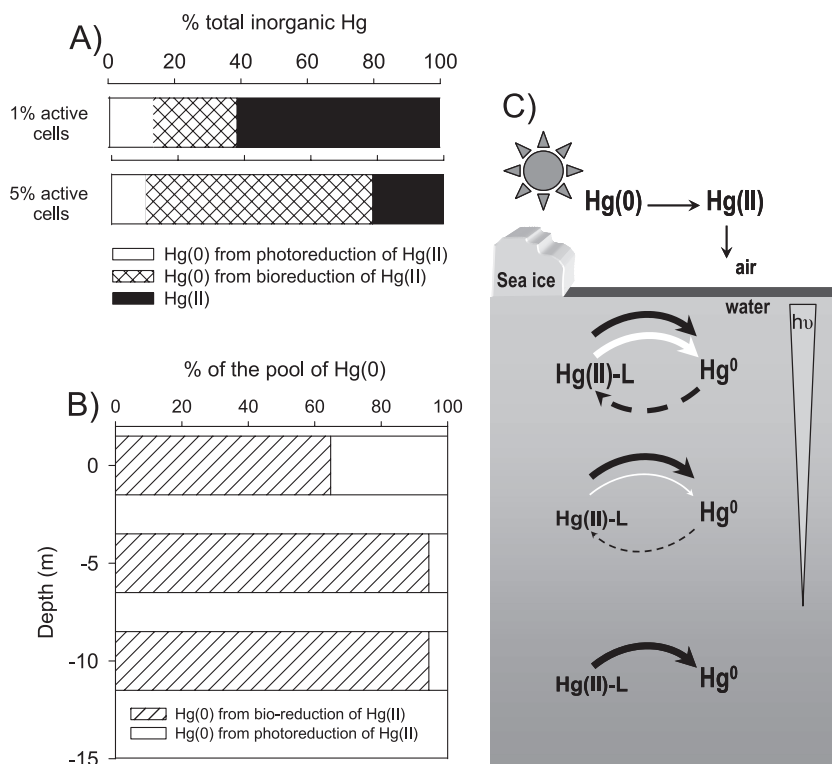 A)
% total inorganic Hg
0 20 40 60 80 100
1% active
cells
5% active
cells
Hg(0) from photoreduction of Hg(II)
Hg(0) from bioreduction of Hg(II)
Hg(II)
B)
% of the pool of Hg(0)
0 20 40 60 80 100
Depth (m)
0
-5
-10
-15
Hg(0) from bio-reduction of Hg(II)
Hg(0) from photoreduction of Hg(II)
C)
Hg(0) Hg(II)
Sea ice
air
water
hυ
Hg(II)-L Hg⁰
Hg(II)-L Hg⁰
Hg(II)-L Hg⁰